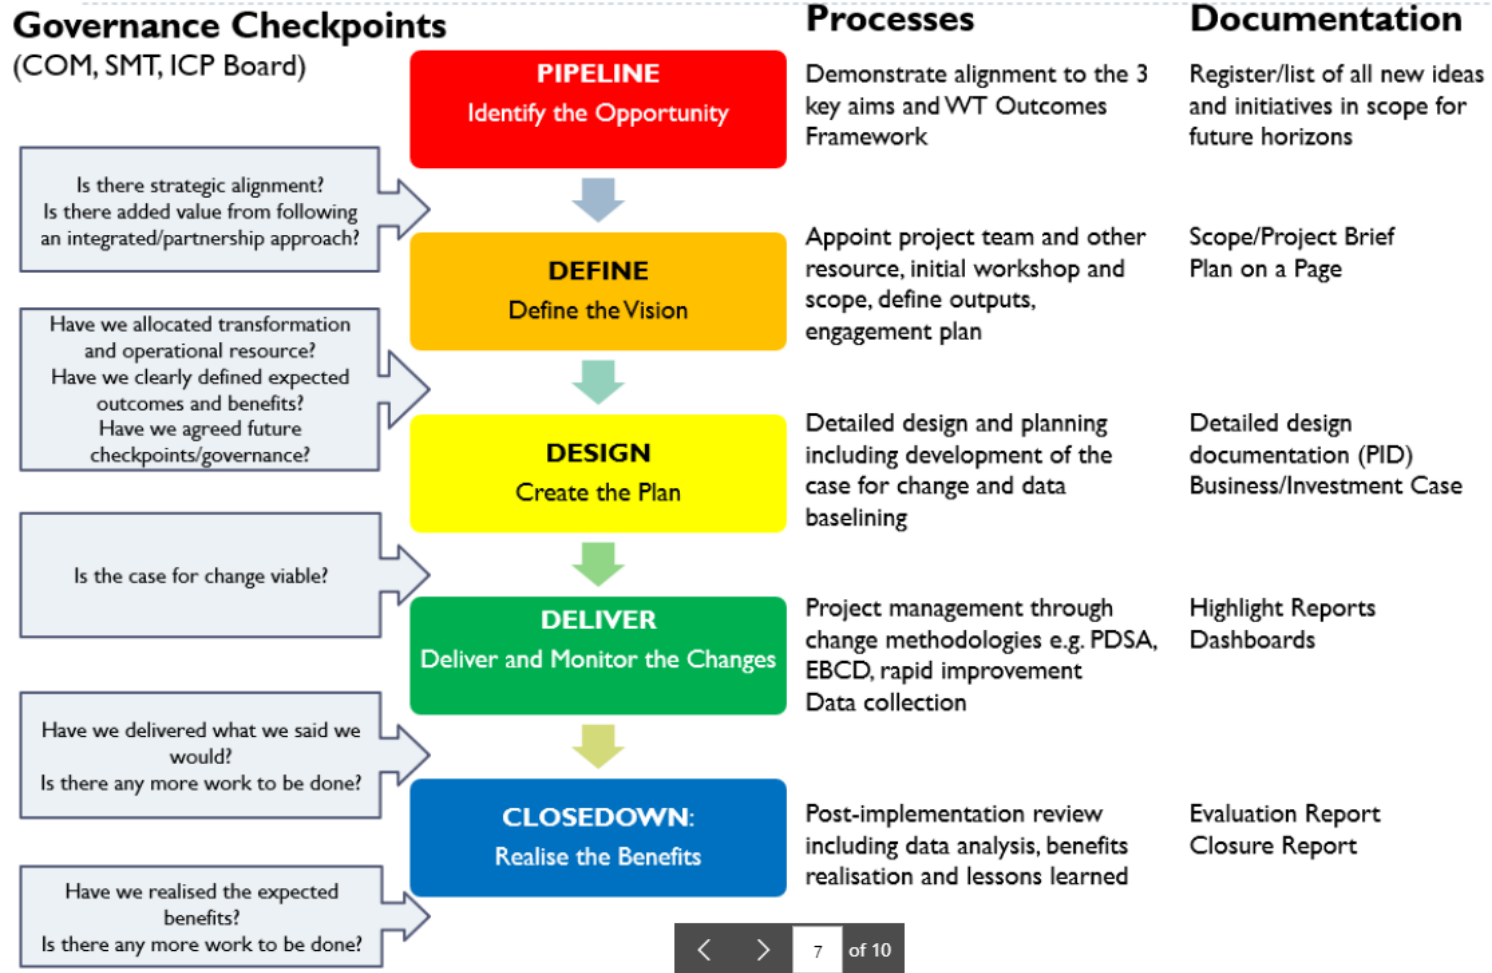 Governance Checkpoints
(COM, SMT, ICP Board)
Is there strategic alignment?
Is there added value from following
an integrated/partnership approach?
Have we allocated transformation
and operational resource?
Have we clearly defined expected
outcomes and benefits?
Have we agreed future
checkpoints/governance?
Is the case for change viable?
Have we delivered what we said we
would?
Is there any more work to be done?
Have we realised the expected
benefits?
Is there any more work to be done?
PIPELINE
Identify the Opportunity
DEFINE
Define the Vision
DESIGN
Create the Plan
DELIVER
Deliver and Monitor the Changes
CLOSEDOWN:
Realise the Benefits
Processes
Demonstrate alignment to the 3
key aims and WT Outcomes
Framework
Appoint project team and other
resource, initial workshop and
scope, define outputs,
engagement plan
Detailed design and planning
including development of the
case for change and data
baselining
Project management through
change methodologies e.g. PDSA,
EBCD, rapid improvement
Data collection
Post-implementation review
including data analysis, benefits
realisation and lessons learned
Documentation
Register/list of all new ideas
and initiatives in scope for
future horizons
Scope/Project Brief
Plan on a Page
Detailed design
documentation (PID)
Business/Investment Case
Highlight Reports
Dashboards
Evaluation Report
Closure Report
7 of 10